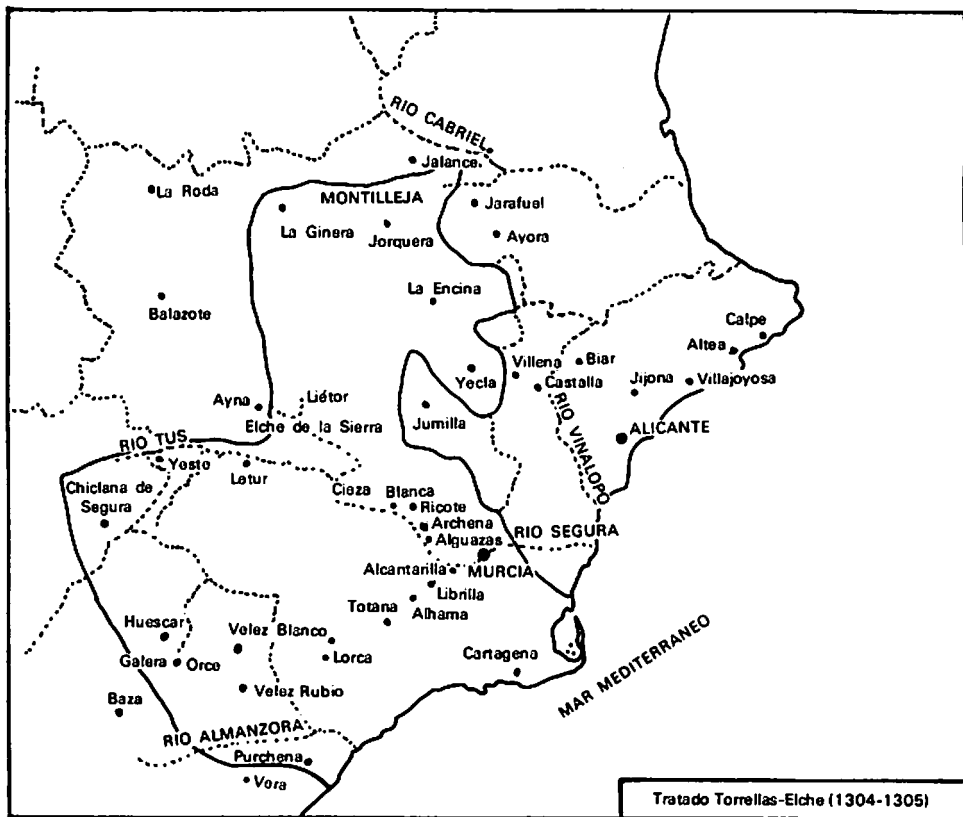 RIO CABRIEL
Jalance
La Roda
MONTILLEJA
Jarafuel
La Ginera
Jorquera
Ayora
La Encina
Balazote
Calpe
Altea
Villena
Biar
Yecla
Castalla
Jijona
Villajoyosa
Ayna
Liétor
Jumilla
Elche de la Sierra
RIO VINALOPO
ALICANTE
RIO TUS
Yeste
Letur
Chiclana de
Segura
Cieza
Blanca
Ricote
Archena
RIO SEGURA
Alguazas
Alcantarilla
MURCIA
Librilla
Totana
Alhama
Huescar
Velez Blanco
Lorca
Galera
Orce
Cartagena
MAR MEDITERRANEO
Baza
Velez Rubio
RIO ALMANZORA
Purchena
Vora
Tratado Torrellas-Elche (1304-1305)